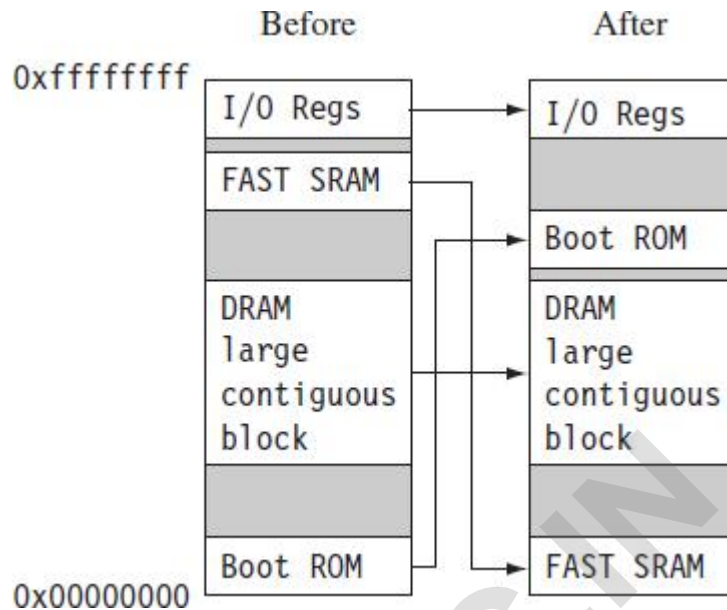 Before After
0xffffffff
I/O Regs I/O Regs
FAST SRAM
Boot ROM
DRAM DRAM
large large
contiguous contiguous
block block
Boot ROM FAST SRAM
0x00000000